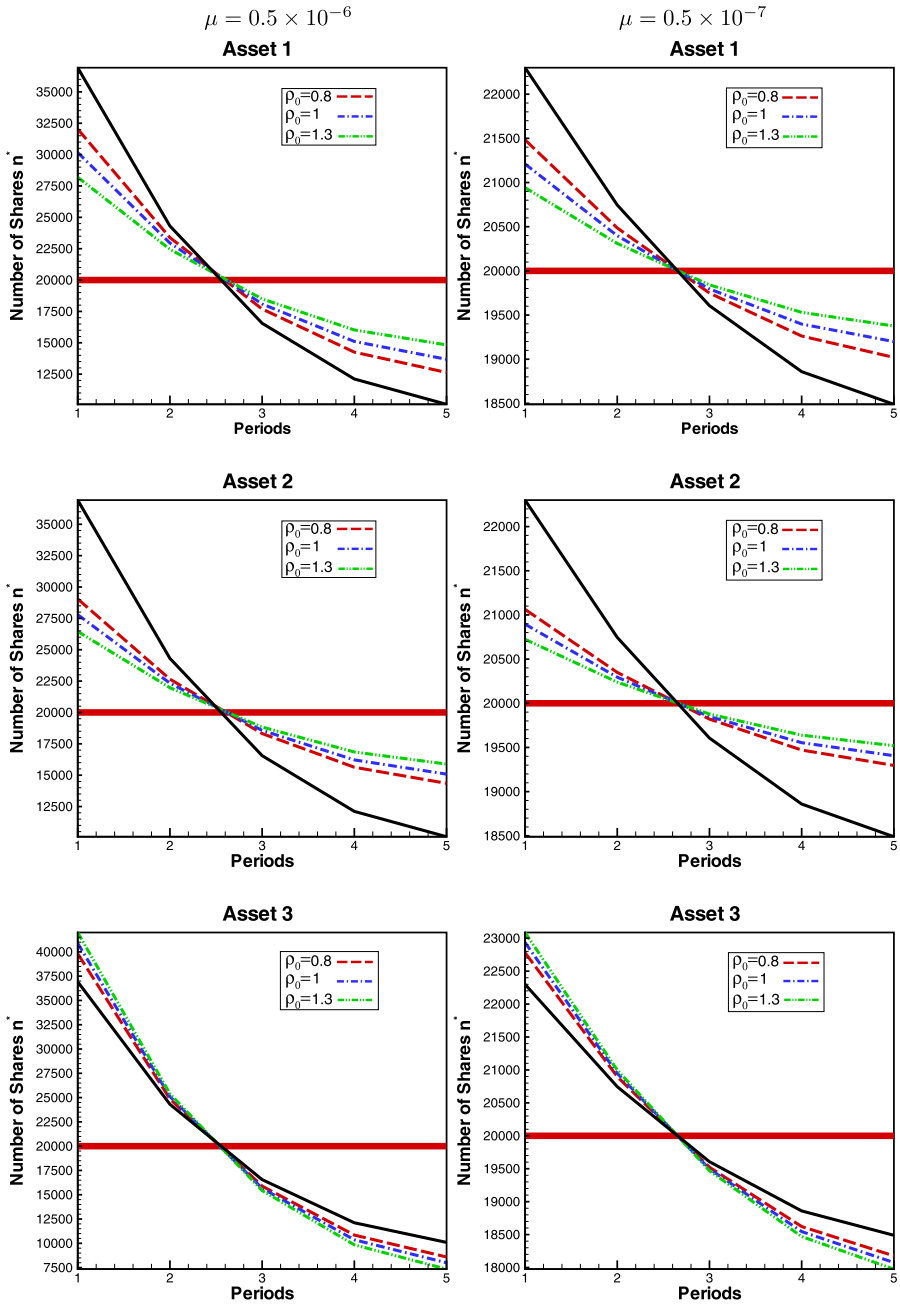 μ = 0.5 × 10⁻⁶
μ = 0.5 × 10⁻⁷
Asset 1
Number of Shares n*
35000
32500
30000
27500
25000
22500
20000
17500
15000
12500
ρ₀=0.8
ρ₀=1
ρ₀=1.3
1 2 3 4 5
Periods
Asset 1
Number of Shares n*
22000
21500
21000
20500
20000
19500
19000
18500
ρ₀=0.8
ρ₀=1
ρ₀=1.3
1 2 3 4 5
Periods
Asset 2
Number of Shares n*
35000
32500
30000
27500
25000
22500
20000
17500
15000
12500
ρ₀=0.8
ρ₀=1
ρ₀=1.3
1 2 3 4 5
Periods
Asset 2
Number of Shares n*
22000
21500
21000
20500
20000
19500
19000
18500
ρ₀=0.8
ρ₀=1
ρ₀=1.3
1 2 3 4 5
Periods
Asset 3
Number of Shares n*
40000
37500
35000
32500
30000
27500
25000
22500
20000
17500
15000
12500
10000
7500
ρ₀=0.8
ρ₀=1
ρ₀=1.3
1 2 3 4 5
Periods
Asset 3
Number of Shares n*
23000
22500
22000
21500
21000
20500
20000
19500
19000
18500
18000
ρ₀=0.8
ρ₀=1
ρ₀=1.3
1 2 3 4 5
Periods